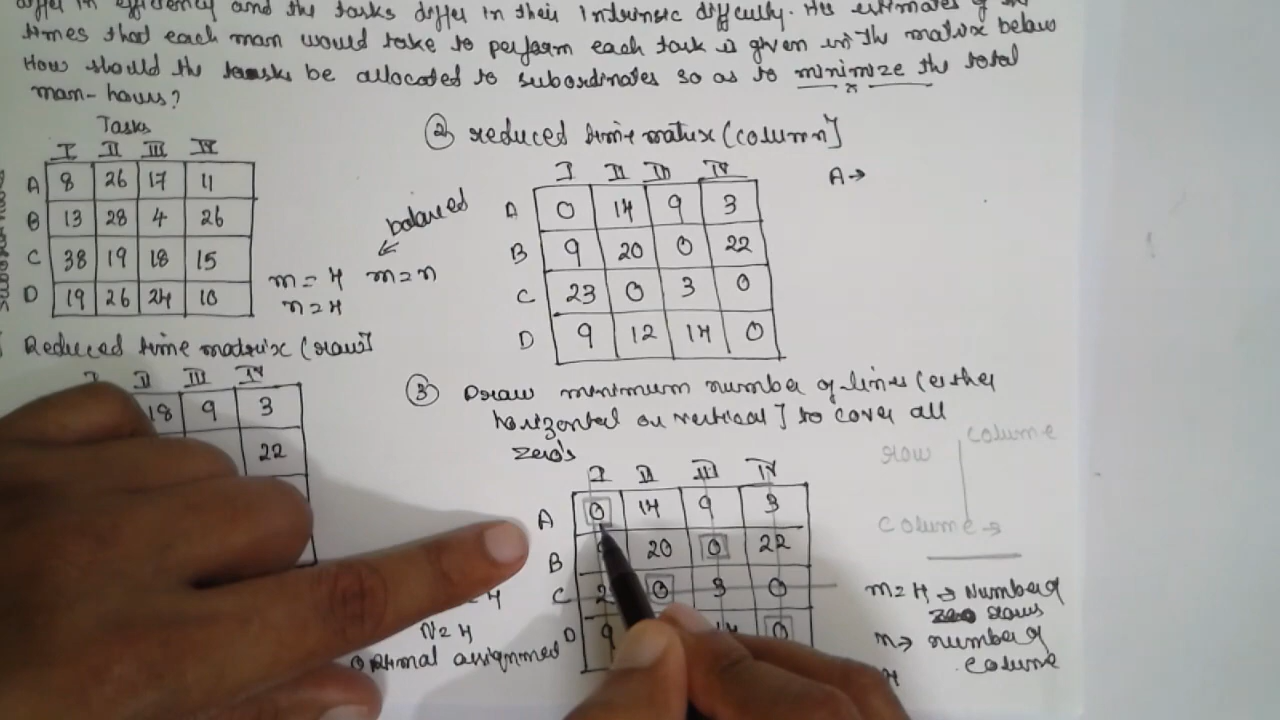 differ in efficiency and the tasks differ in their Intrinsic difficulty. His estimates of
times that each man would take to perform each task is given in the matrix below
How should the tasks be allocated to subordinates so as to minimize the total
man-hours?
Tasks
I II III IV
A 8 26 17 11
B 13 28 4 26
C 38 19 18 15
D 19 26 24 10
m = 4
n = 4
m = n
balanced
Reduced time matrix (row)
I II III IV
18 9 3
22
② reduced time matrix (column)
I II III IV
A 0 14 9 3
B 9 20 0 22
C 23 0 3 0
D 9 12 14 0
A →
③ Draw minimum number of lines (either
horizontal or vertical) to cover all
zero's
I II III IV
A 0 14 9 3
B 20 0 22
C 2 0 3 0
D 9 14 0
N = 4
optimal assignment
row column
column →
m = 4 → Number of
rows
n → number of
column
4